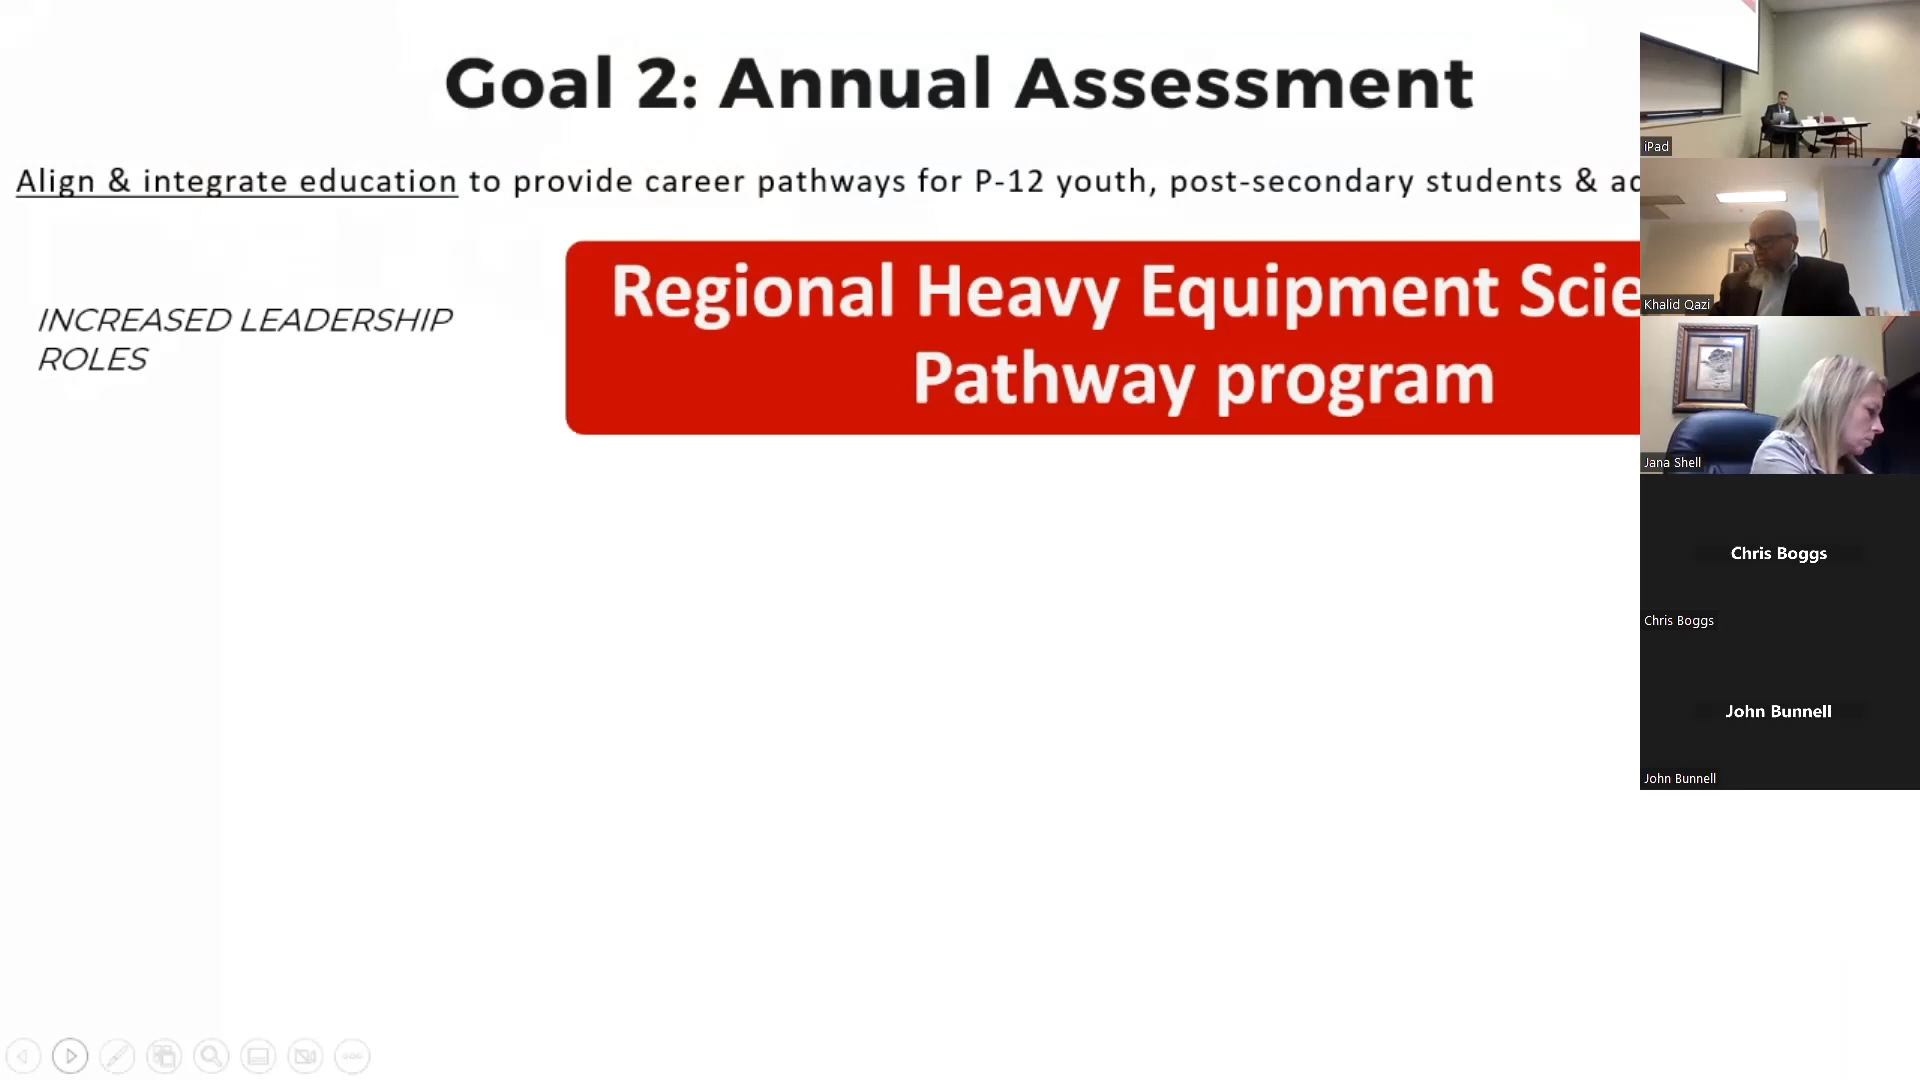 Goal 2: Annual Assessment
Align & integrate education to provide career pathways for P-12 youth, post-secondary students &
INCREASED LEADERSHIP
ROLES
Regional Heavy Equipment
Pathway program
iPad
Khalid Qazi
Jana Shell
Chris Boggs
Chris Boggs
John Bunnell
John Bunnell